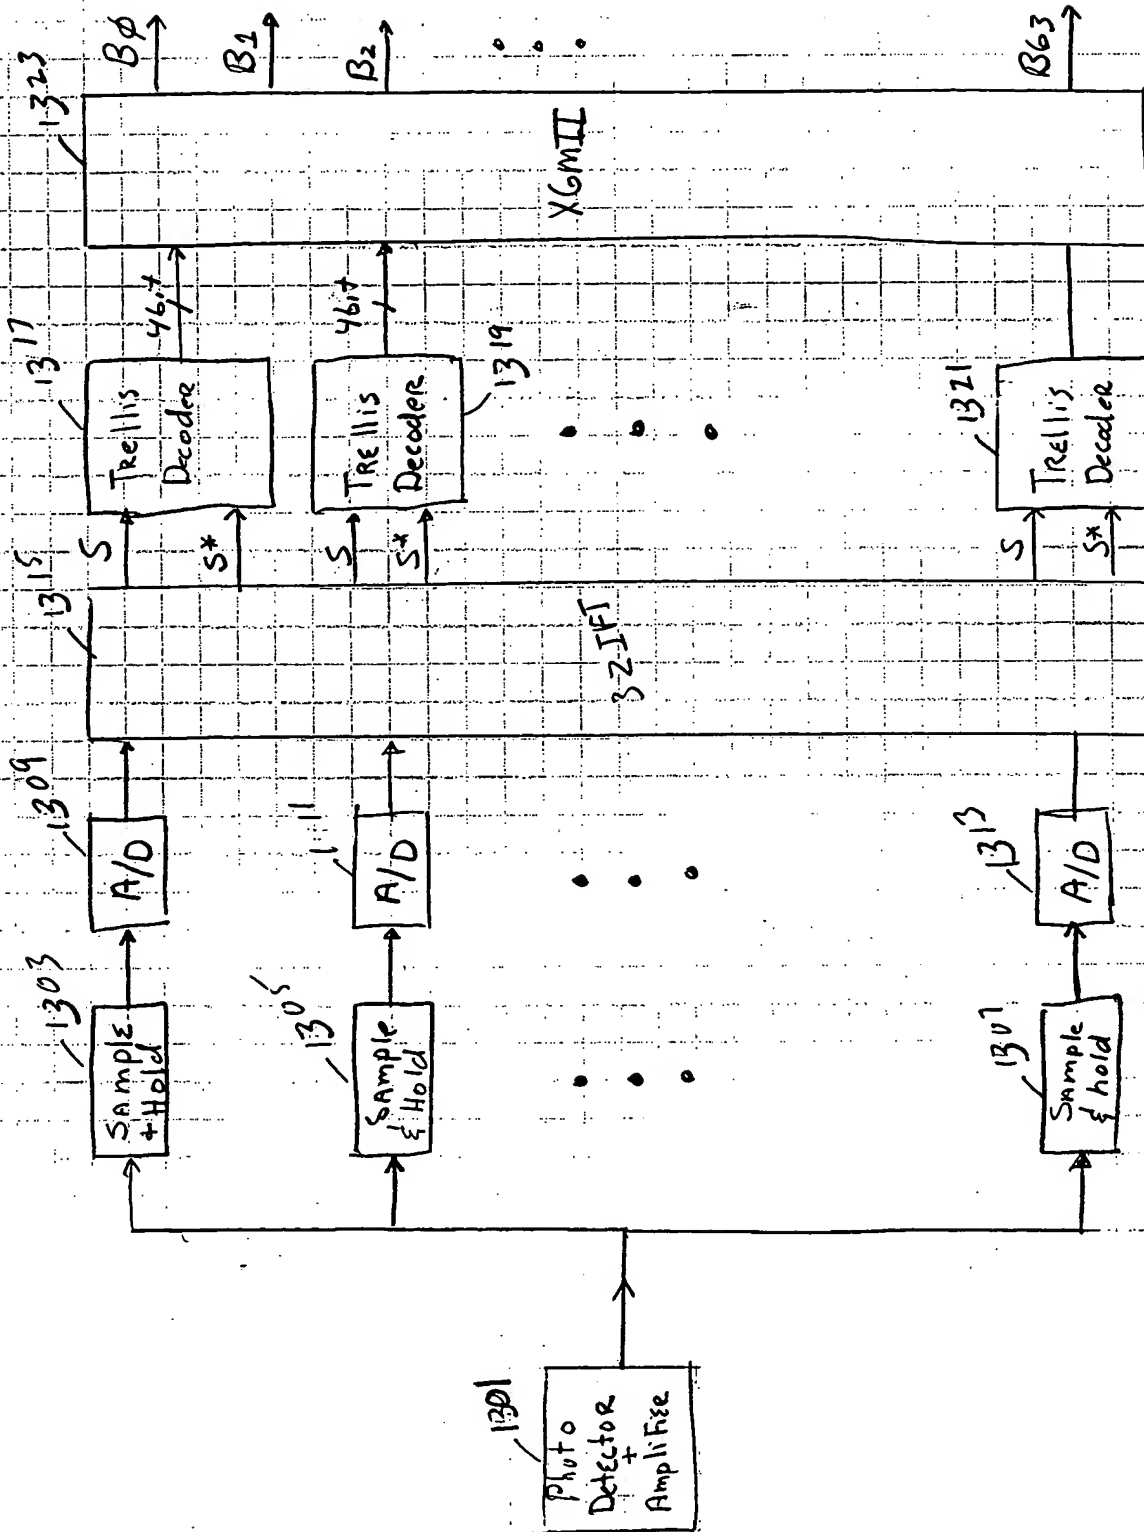 1323
BØ
B1
B2
B63
XGMII
1317
4bit
4bit
Trellis
Decoder
Trellis
Decoder
1319
1321
Trellis
Decoder
S
S*
S
S*
S
S*
1315
32-IFT
1309
A/D
A/D
1313
A/D
1303
Sample
+ Hold
1305
Sample
& Hold
1307
Sample
& hold
1301
Photo
Detector
+
Amplifier